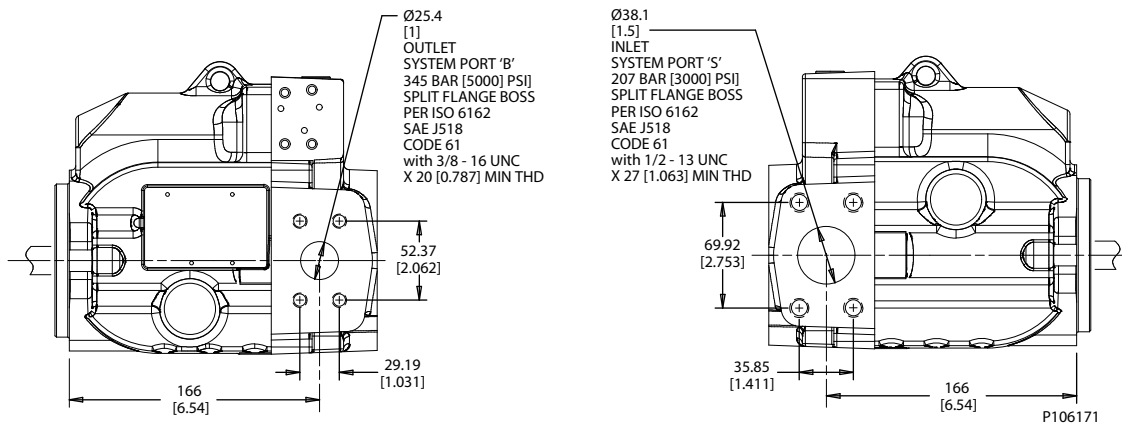 Ø25.4
[1]
OUTLET
SYSTEM PORT ‘B’
345 BAR [5000] PSI]
SPLIT FLANGE BOSS
PER ISO 6162
SAE J518
CODE 61
with 3/8 - 16 UNC
X 20 [0.787] MIN THD
52.37
[2.062]
29.19
[1.031]
166
[6.54]
Ø38.1
[1.5]
INLET
SYSTEM PORT ‘S’
207 BAR [3000] PSI]
SPLIT FLANGE BOSS
PER ISO 6162
SAE J518
CODE 61
with 1/2 - 13 UNC
X 27 [1.063] MIN THD
69.92
[2.753]
35.85
[1.411]
166
[6.54]
P106171